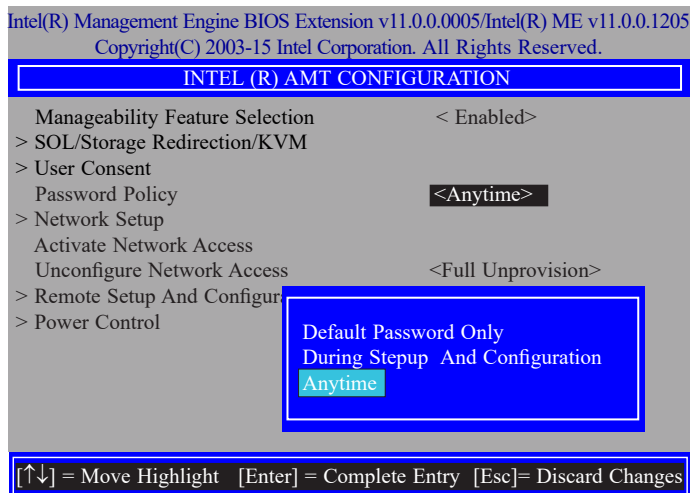 Intel(R) Management Engine BIOS Extension v11.0.0.0005/Intel(R) ME v11.0.0.1205
Copyright(C) 2003-15 Intel Corporation. All Rights Reserved.
INTEL (R) AMT CONFIGURATION
Manageability Feature Selection < Enabled>
> SOL/Storage Redirection/KVM
> User Consent
Password Policy <Anytime>
> Network Setup
Activate Network Access
Unconfigure Network Access <Full Unprovision>
> Remote Setup And
> Power Control
Default Password Only
During Stepup And Configuration
Anytime
[↑↓] = Move Highlight [Enter] = Complete Entry [Esc]= Discard Changes